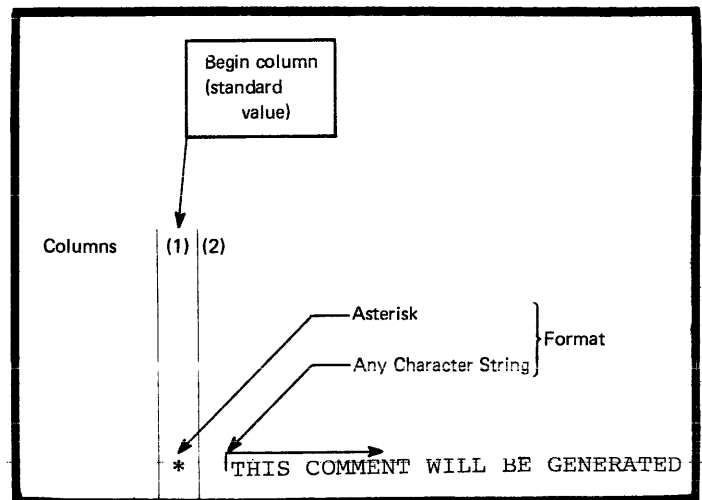 Begin column
(standard
value)
Columns (1) (2)
Asterisk
Format
Any Character String
* THIS COMMENT WILL BE GENERATED